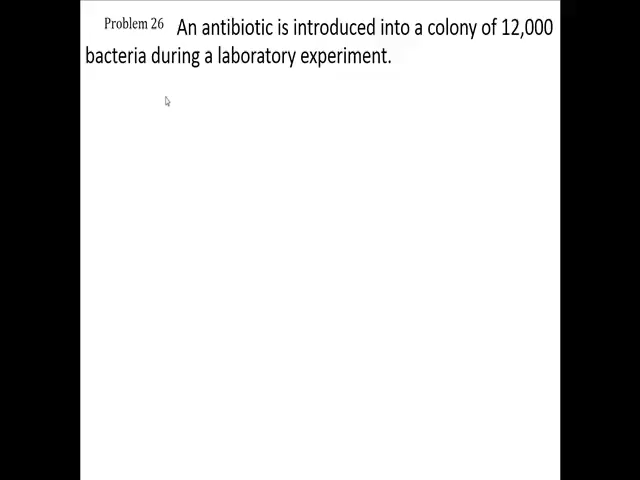 Problem 26 An antibiotic is introduced into a colony of 12,000
bacteria during a laboratory experiment.